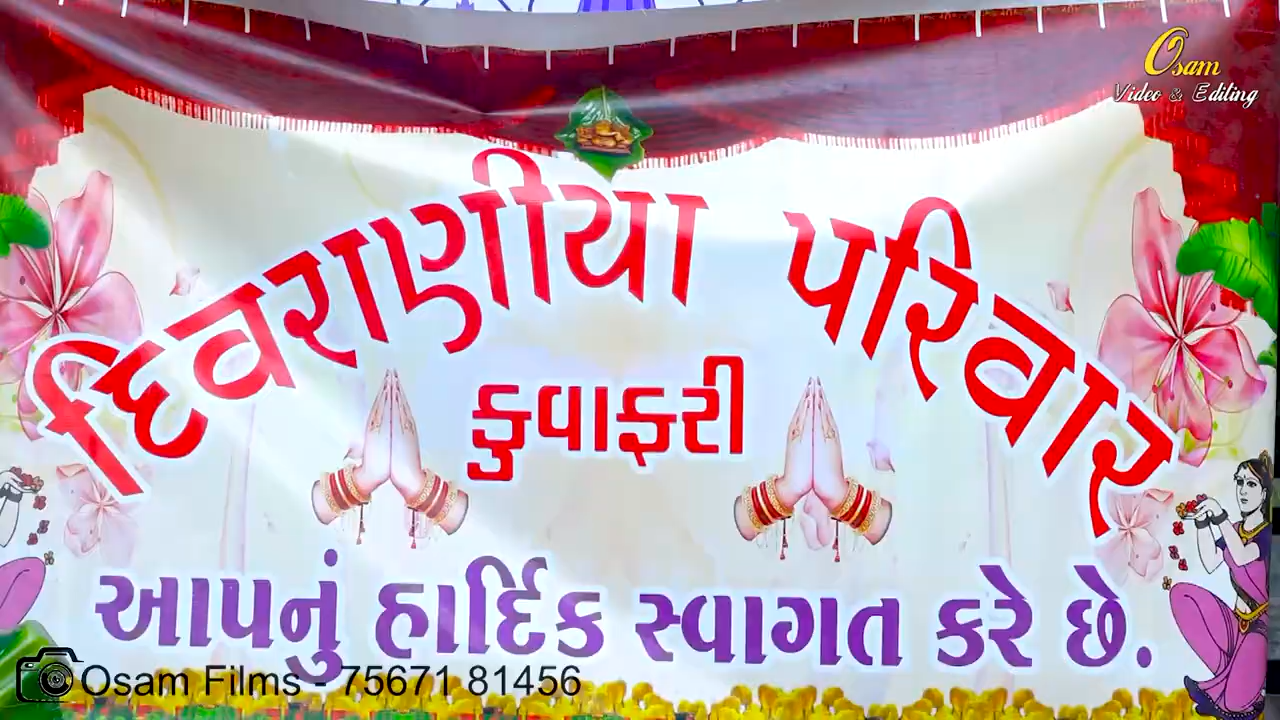 Osam
Video & Editing
દિવરાણીયા પરિવાર
કુવાફરી
આપનું હાર્દિક સ્વાગત કરે છે.
Osam Films - 75671 81456